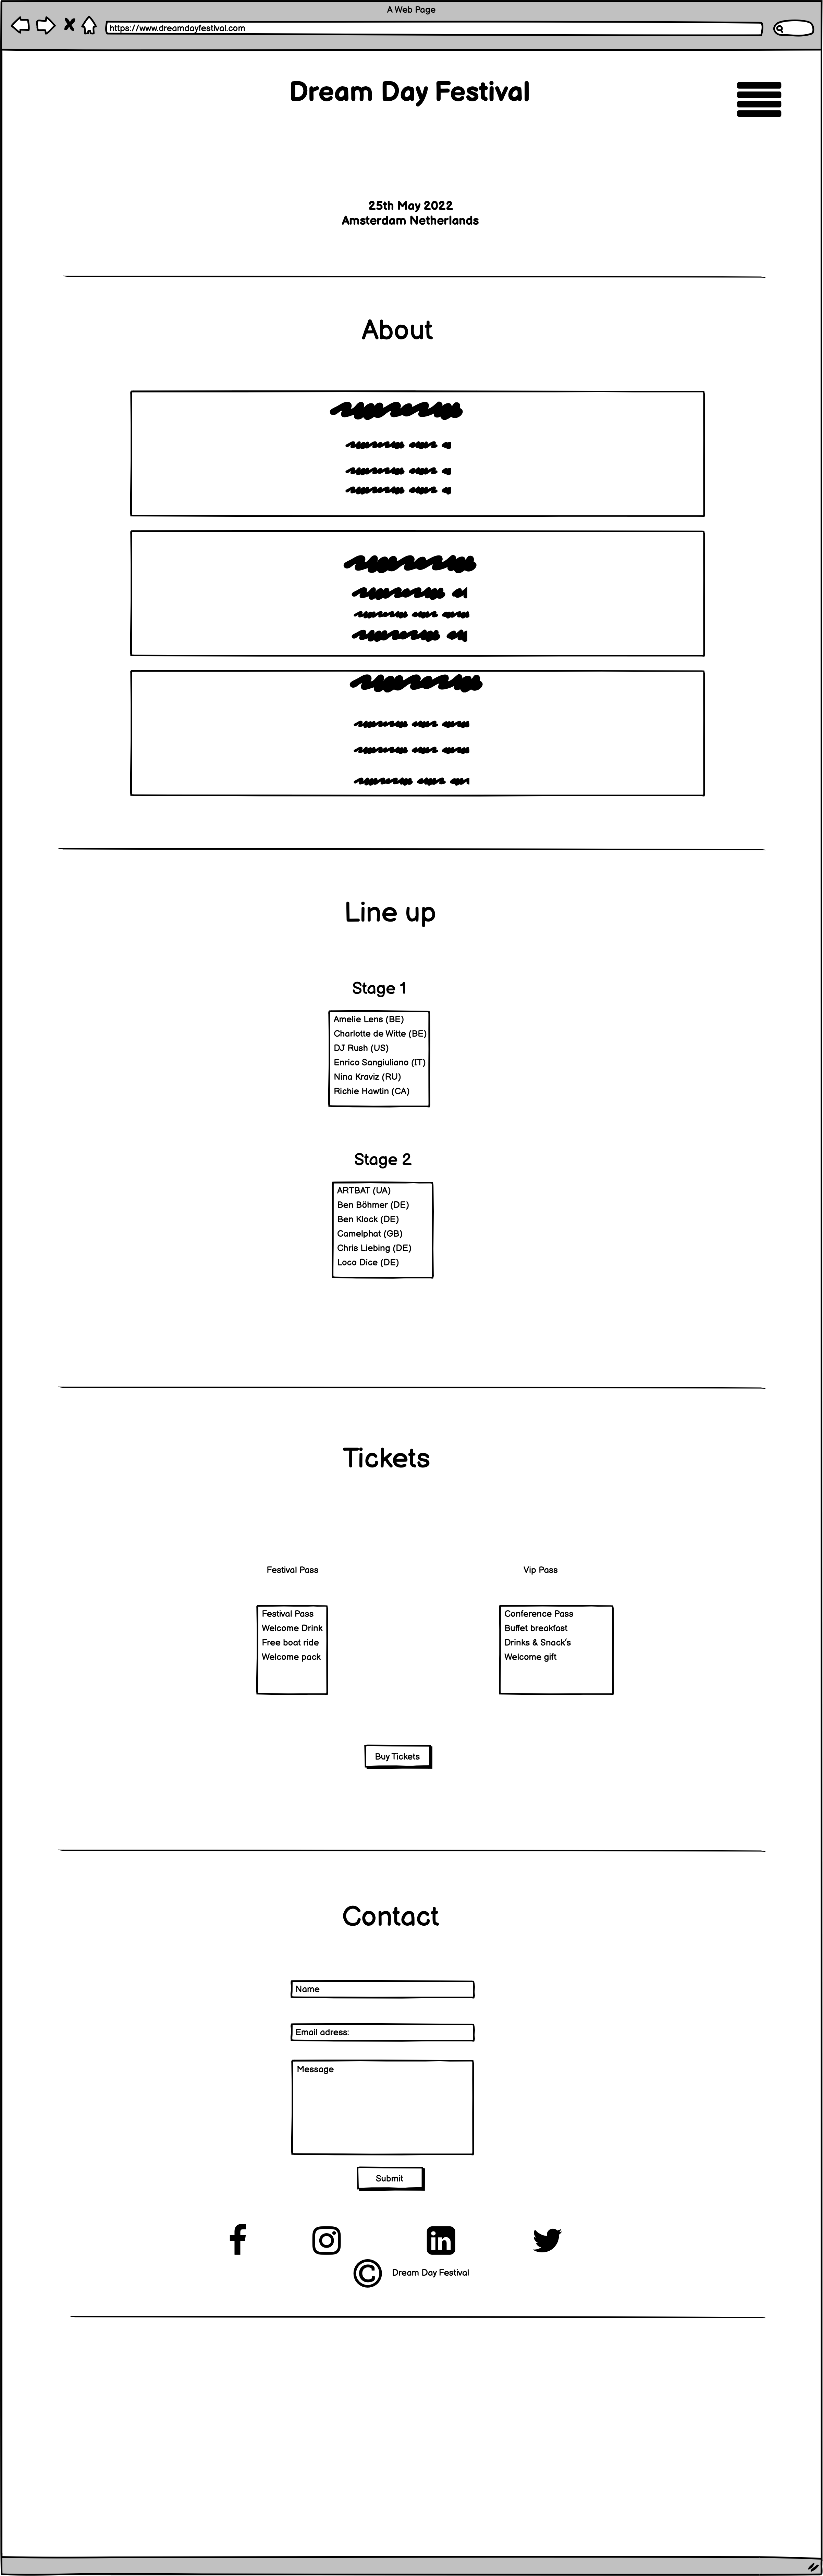 A Web Page
https://www.dreamdayfestival.com
Dream Day Festival
25th May 2022
Amsterdam Netherlands
About
Line up
Stage 1
Amelie Lens (BE)
Charlotte de Witte (BE)
DJ Rush (US)
Enrico Sangiuliano (IT)
Nina Kraviz (RU)
Richie Hawtin (CA)
Stage 2
ARTBAT (UA)
Ben Böhmer (DE)
Ben Klock (DE)
Camelphat (GB)
Chris Liebing (DE)
Loco Dice (DE)
Tickets
Festival Pass
Festival Pass
Welcome Drink
Free boat ride
Welcome pack
Vip Pass
Conference Pass
Buffet breakfast
Drinks & Snack's
Welcome gift
Buy Tickets
Contact
Name
Email adress:
Message
Submit
© Dream Day Festival